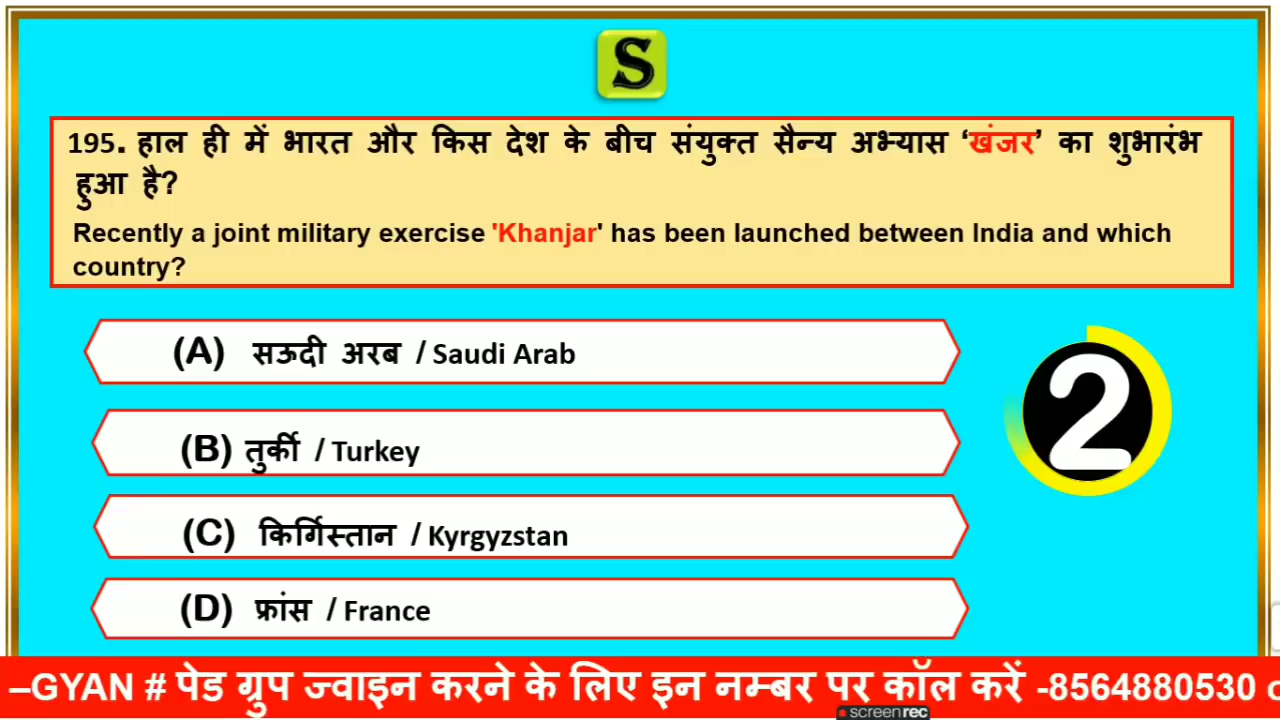 S
195. हाल ही में भारत और किस देश के बीच संयुक्त सैन्य अभ्यास ‘खंजर’ का शुभारंभ
हुआ है?
Recently a joint military exercise 'Khanjar' has been launched between India and which
country?
(A) सऊदी अरब / Saudi Arab
2
(B) तुर्की / Turkey
(C) किर्गिस्तान / Kyrgyzstan
(D) फ्रांस / France
–GYAN # पेड ग्रुप ज्वाइन करने के लिए इन नम्बर पर कॉल करें -8564880530 o
screenrec